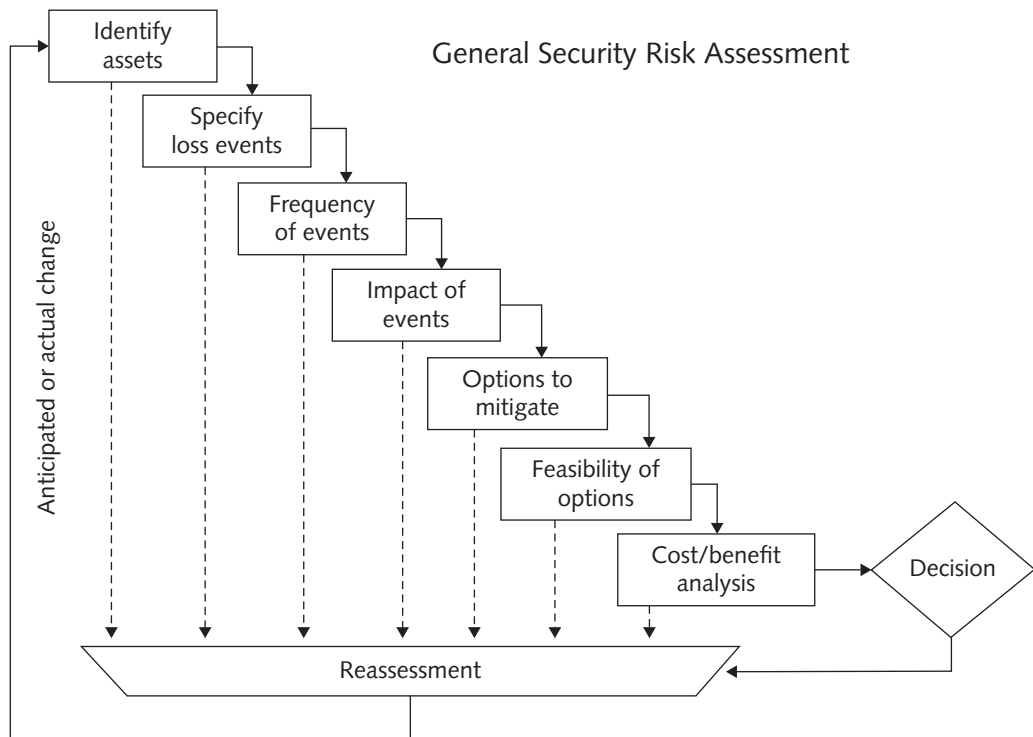 Identify
assets
General Security Risk Assessment
Specify
loss events
Frequency
of events
Impact of
events
Options to
mitigate
Feasibility of
options
Cost/benefit
analysis
Decision
Anticipated or actual change
Reassessment